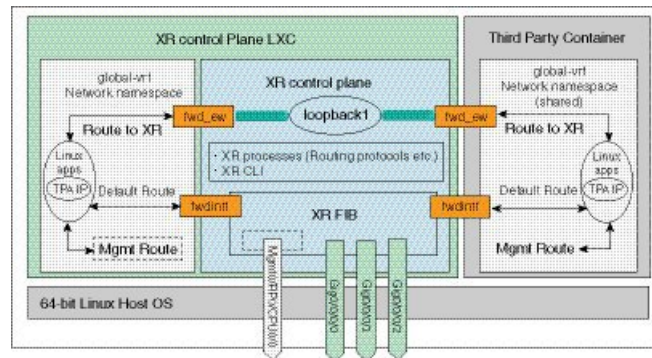 XR control Plane LXC
Third Party Container
global-vrf
Network namespace
XR control plane
global-vrf
Network namespace
(shared)
fwd_ew
loopback1
fwd_ew
Route to XR
Route to XR
Linux
apps
TPA IP
• XR processes (Routing protocols etc.)
• XR CLI
Linux
apps
TPA IP
Default Route
fwdintf
XR FIB
fwdintf
Default Route
Mgmt Route
Mgmt Route
64-bit Linux Host OS